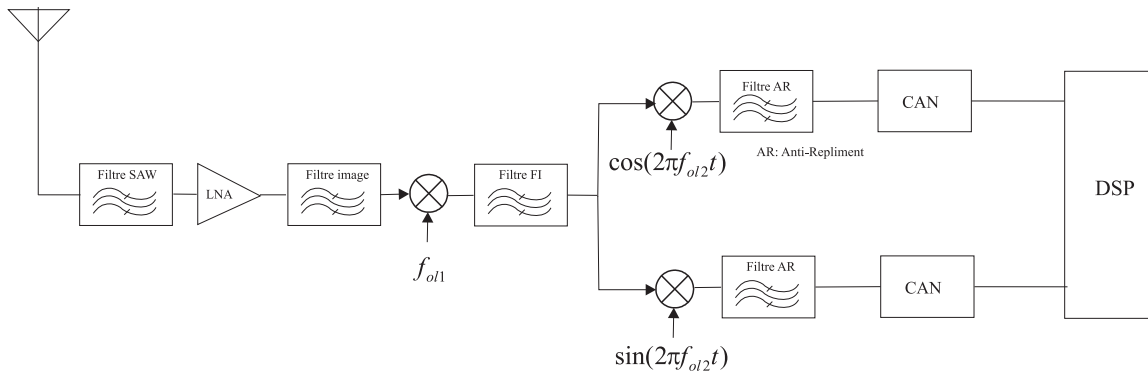 Filtre SAW
LNA
Filtre image
f_{ol1}
Filtre FI
cos(2πf_{ol2}t)
Filtre AR
AR: Anti-Repliment
CAN
sin(2πf_{ol2}t)
Filtre AR
CAN
DSP